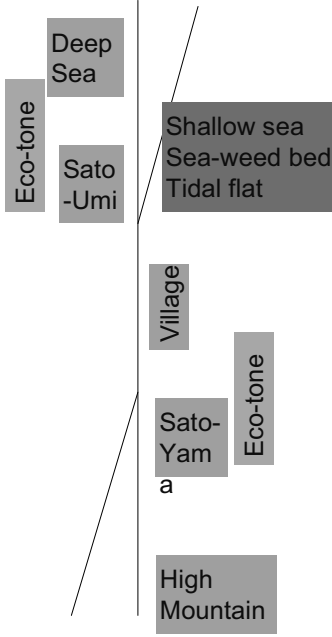 Deep
Sea
Eco-tone
Sato
-Umi
Shallow sea
Sea-weed bed
Tidal flat
Village
Eco-tone
Sato-
Yam
a
High
Mountain